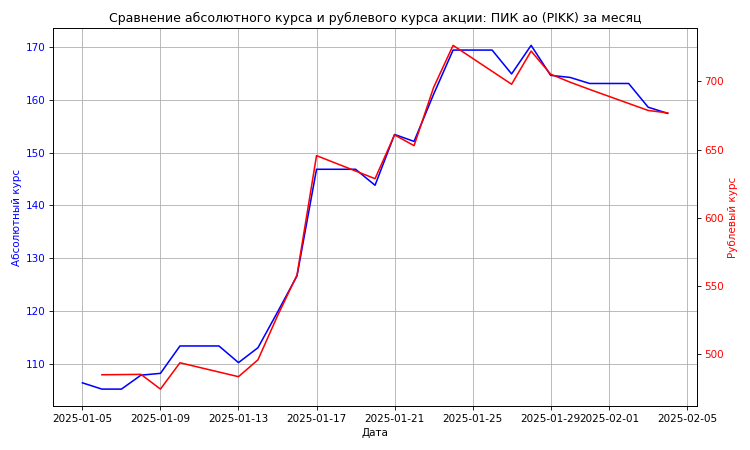 Сравнение абсолютного курса и рублевого курса акции: ПИК ао (PIKK) за месяц
Абсолютный курс
170
160
150
140
130
120
110
700
650
600
550
500
Рублевый курс
2025-01-05 2025-01-09 2025-01-13 2025-01-17 2025-01-21 2025-01-25 2025-01-29 2025-02-01 2025-02-05
Дата